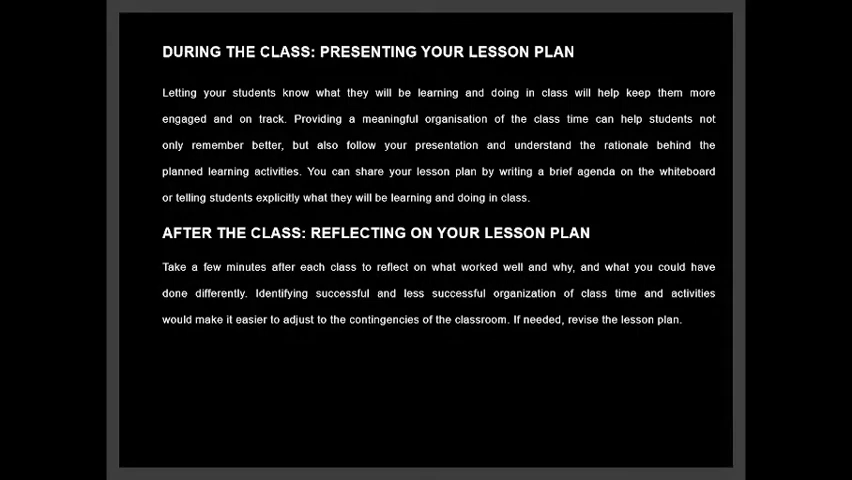 DURING THE CLASS: PRESENTING YOUR LESSON PLAN
Letting your students know what they will be learning and doing in class will help keep them more
engaged and on track. Providing a meaningful organisation of the class time can help students not
only remember better, but also follow your presentation and understand the rationale behind the
planned learning activities. You can share your lesson plan by writing a brief agenda on the whiteboard
or telling students explicitly what they will be learning and doing in class.
AFTER THE CLASS: REFLECTING ON YOUR LESSON PLAN
Take a few minutes after each class to reflect on what worked well and why, and what you could have
done differently. Identifying successful and less successful organization of class time and activities
would make it easier to adjust to the contingencies of the classroom. If needed, revise the lesson plan.